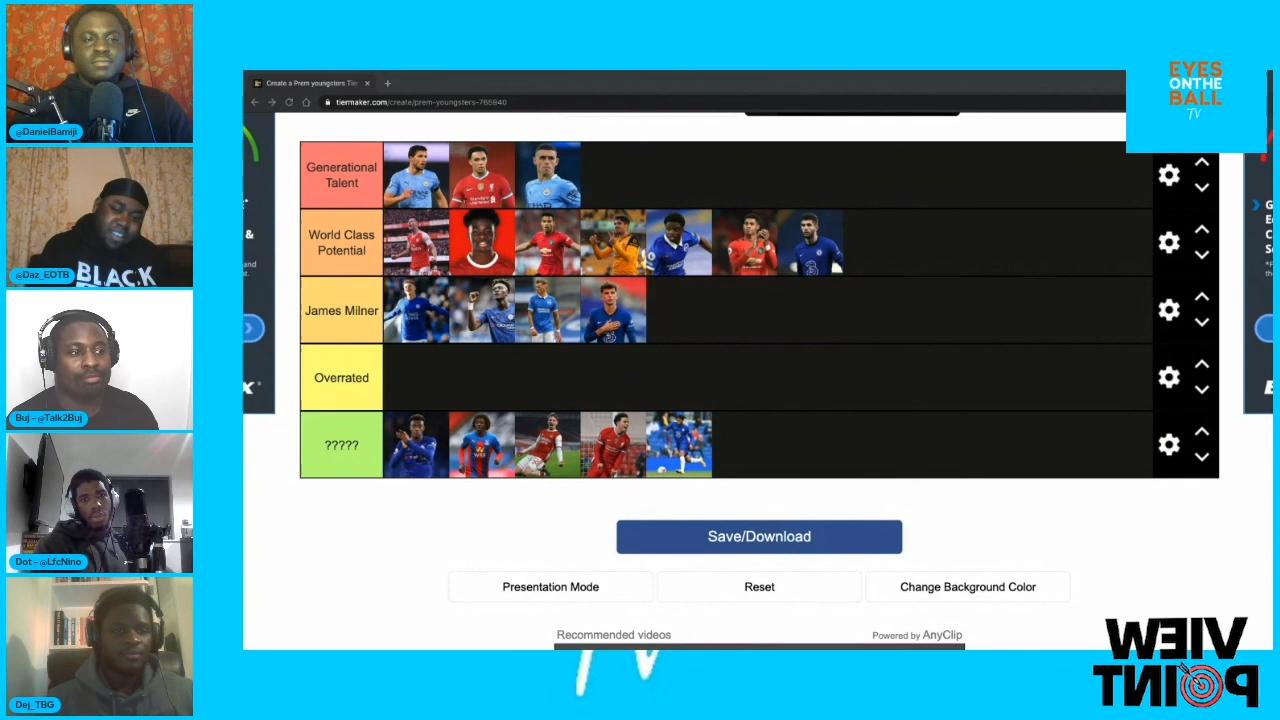 @DanielBamiji
@Daz_EOTB
BLACK
Buj - @Talk2Buj
Dot - @LfcNino
Dej_TBG
Create a Prem youngsters Tie
tiermaker.com/create/prem-youngsters-765940
EYES
ONTHE
BALL
TV
Generational
Talent
World Class
Potential
James Milner
Overrated
?????
Save/Download
Presentation Mode
Reset
Change Background Color
Recommended videos
Powered by AnyClip
TV
VIEW
POINT